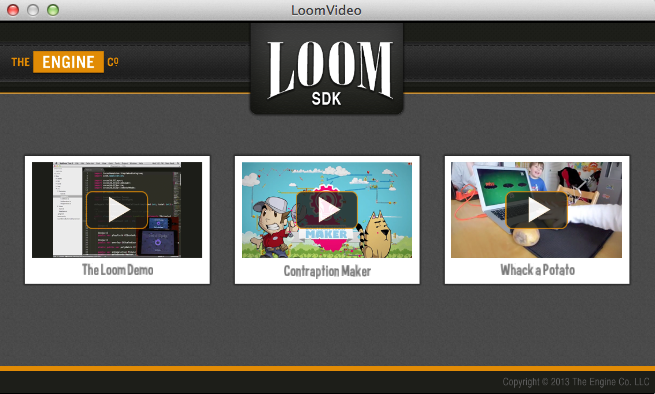 LoomVideo
THE ENGINE CO
LOOM
SDK
MAKER
The Loom Demo
Contraption Maker
Whack a Potato
Copyright © 2013 The Engine Co. LLC